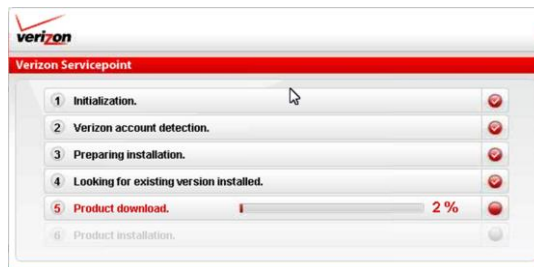 verizon
Verizon Servicepoint
1 Initialization.
2 Verizon account detection.
3 Preparing installation.
4 Looking for existing version installed.
5 Product download. 2 %
6 Product installation.